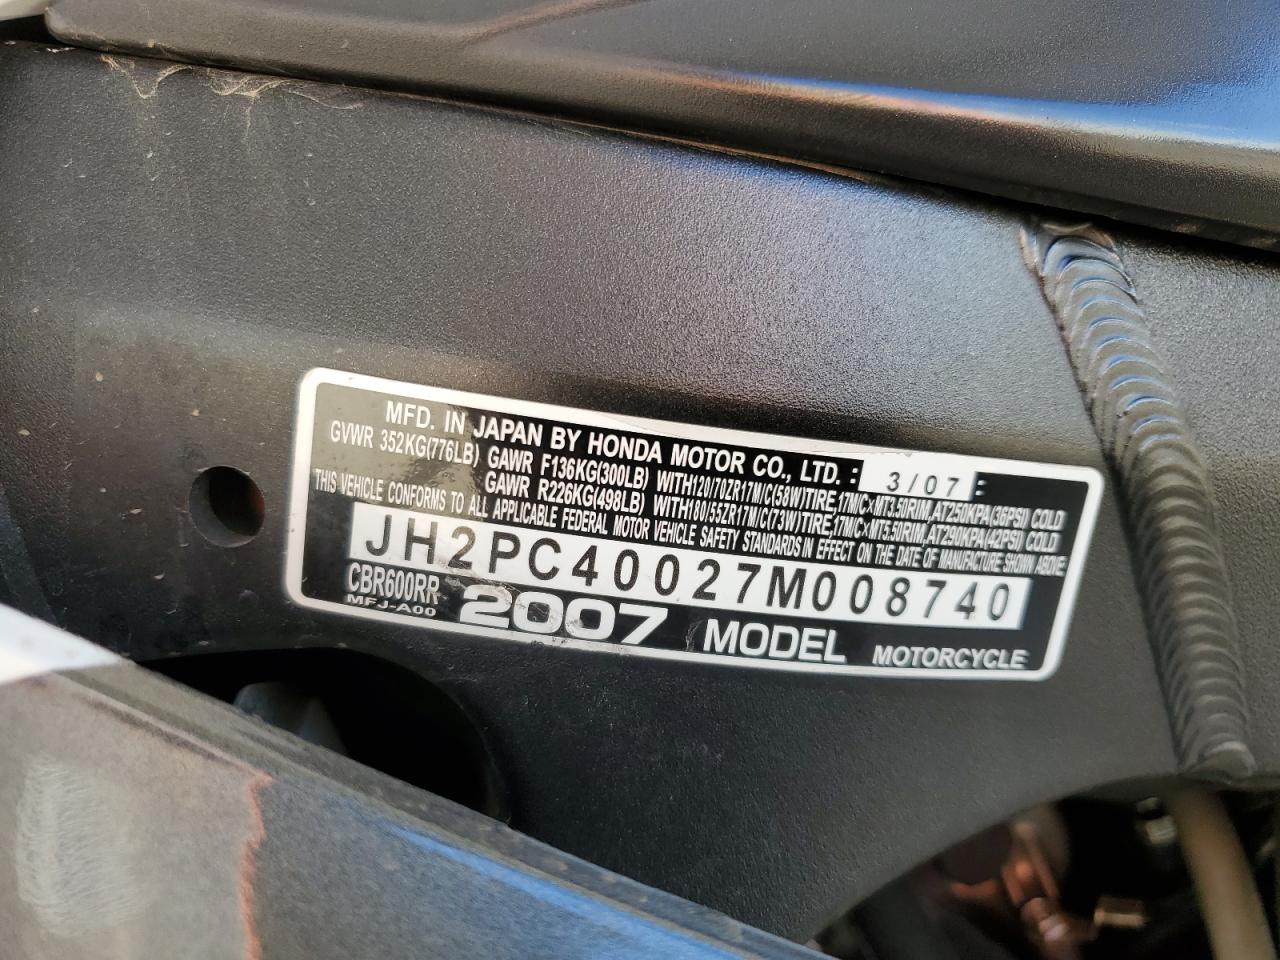 MFD. IN JAPAN BY HONDA MOTOR CO., LTD. : 3/07 :
GVWR 352KG(776LB) GAWR F136KG(300LB) WITH120/70ZR17M/C(58W)TIRE,17M/C×MT3.50RIM,AT250KPA(36PSI) COLD
GAWR R226KG(498LB) WITH180/55ZR17M/C(73W)TIRE,17M/C×MT5.50RIM,AT290KPA(42PSI) COLD
THIS VEHICLE CONFORMS TO ALL APPLICABLE FEDERAL MOTOR VEHICLE SAFETY STANDARDS IN EFFECT ON THE DATE OF MANUFACTURE SHOWN ABOVE
JH2PC40027M008740
CBR600RR
MFJ-A00
2007 MODEL MOTORCYCLE